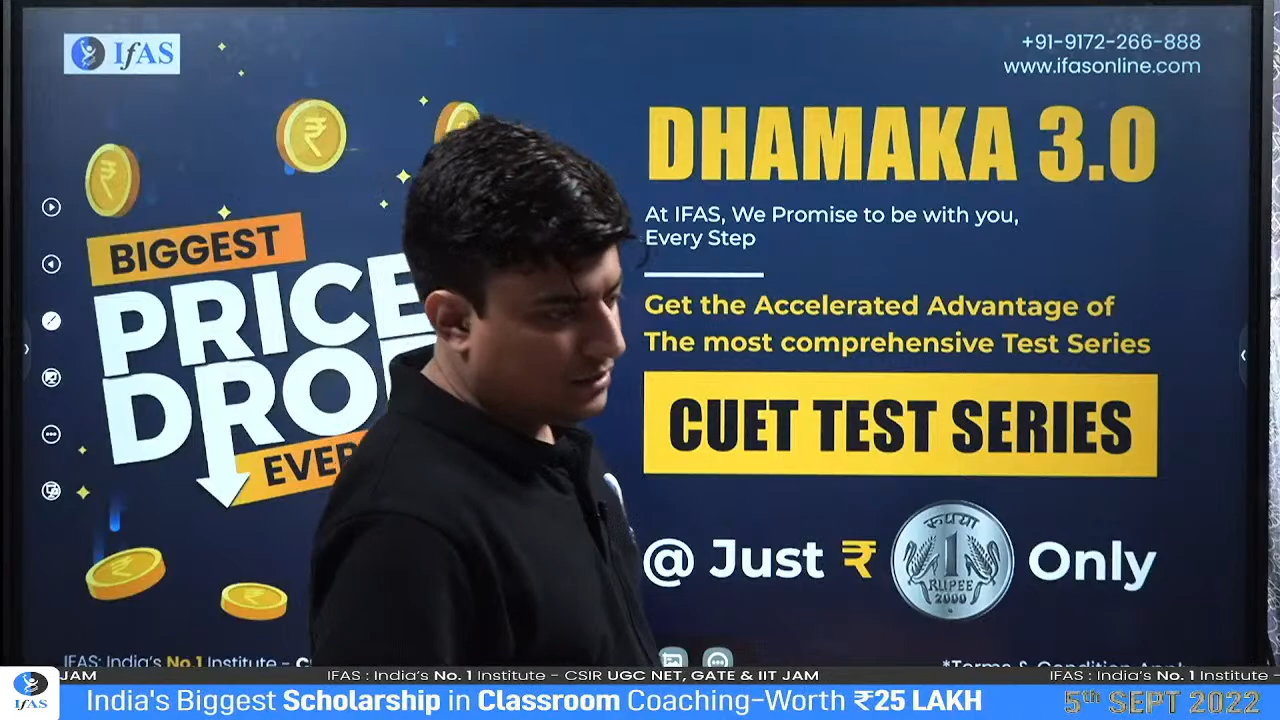 IfAS
+91-9172-266-888
www.ifasonline.com
BIGGEST
PRICE
DRO
EVER
DHAMAKA 3.0
At IFAS, We Promise to be with you,
Every Step
Get the Accelerated Advantage of
The most comprehensive Test Series
CUET TEST SERIES
@ Just ₹
रूपया
1
RUPEE
2000
Only
IFAS: India's No.1 Institute -
*Terms & Condition Apply
JAM
IFAS : India's No. 1 Institute - CSIR UGC NET, GATE & IIT JAM
IFAS : India's No. 1 Institute -
IfAS
India's Biggest Scholarship in Classroom Coaching-Worth ₹25 LAKH
5th SEPT 2022